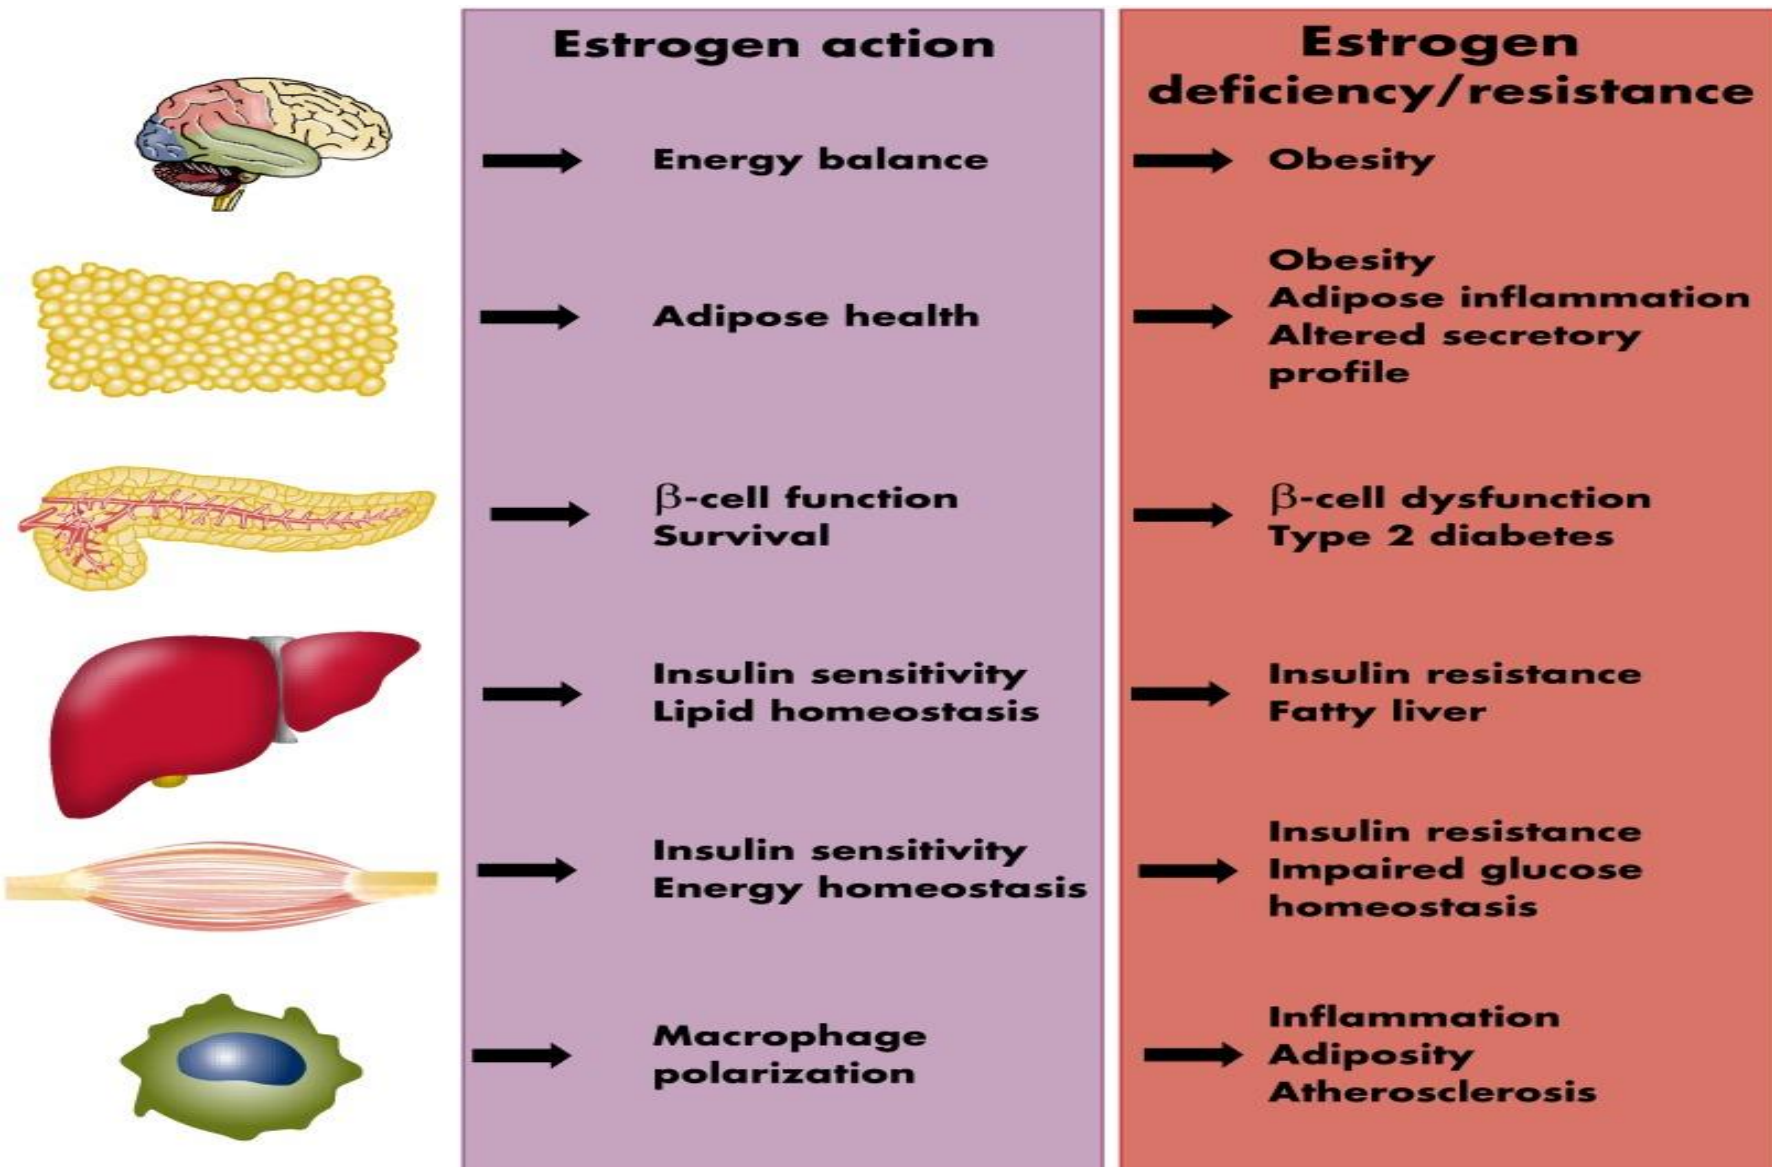 Estrogen action
Estrogen
deficiency/resistance
Energy balance
Obesity
Adipose health
Obesity
Adipose inflammation
Altered secretory
profile
β-cell function
Survival
β-cell dysfunction
Type 2 diabetes
Insulin sensitivity
Lipid homeostasis
Insulin resistance
Fatty liver
Insulin sensitivity
Energy homeostasis
Insulin resistance
Impaired glucose
homeostasis
Macrophage
polarization
Inflammation
Adiposity
Atherosclerosis